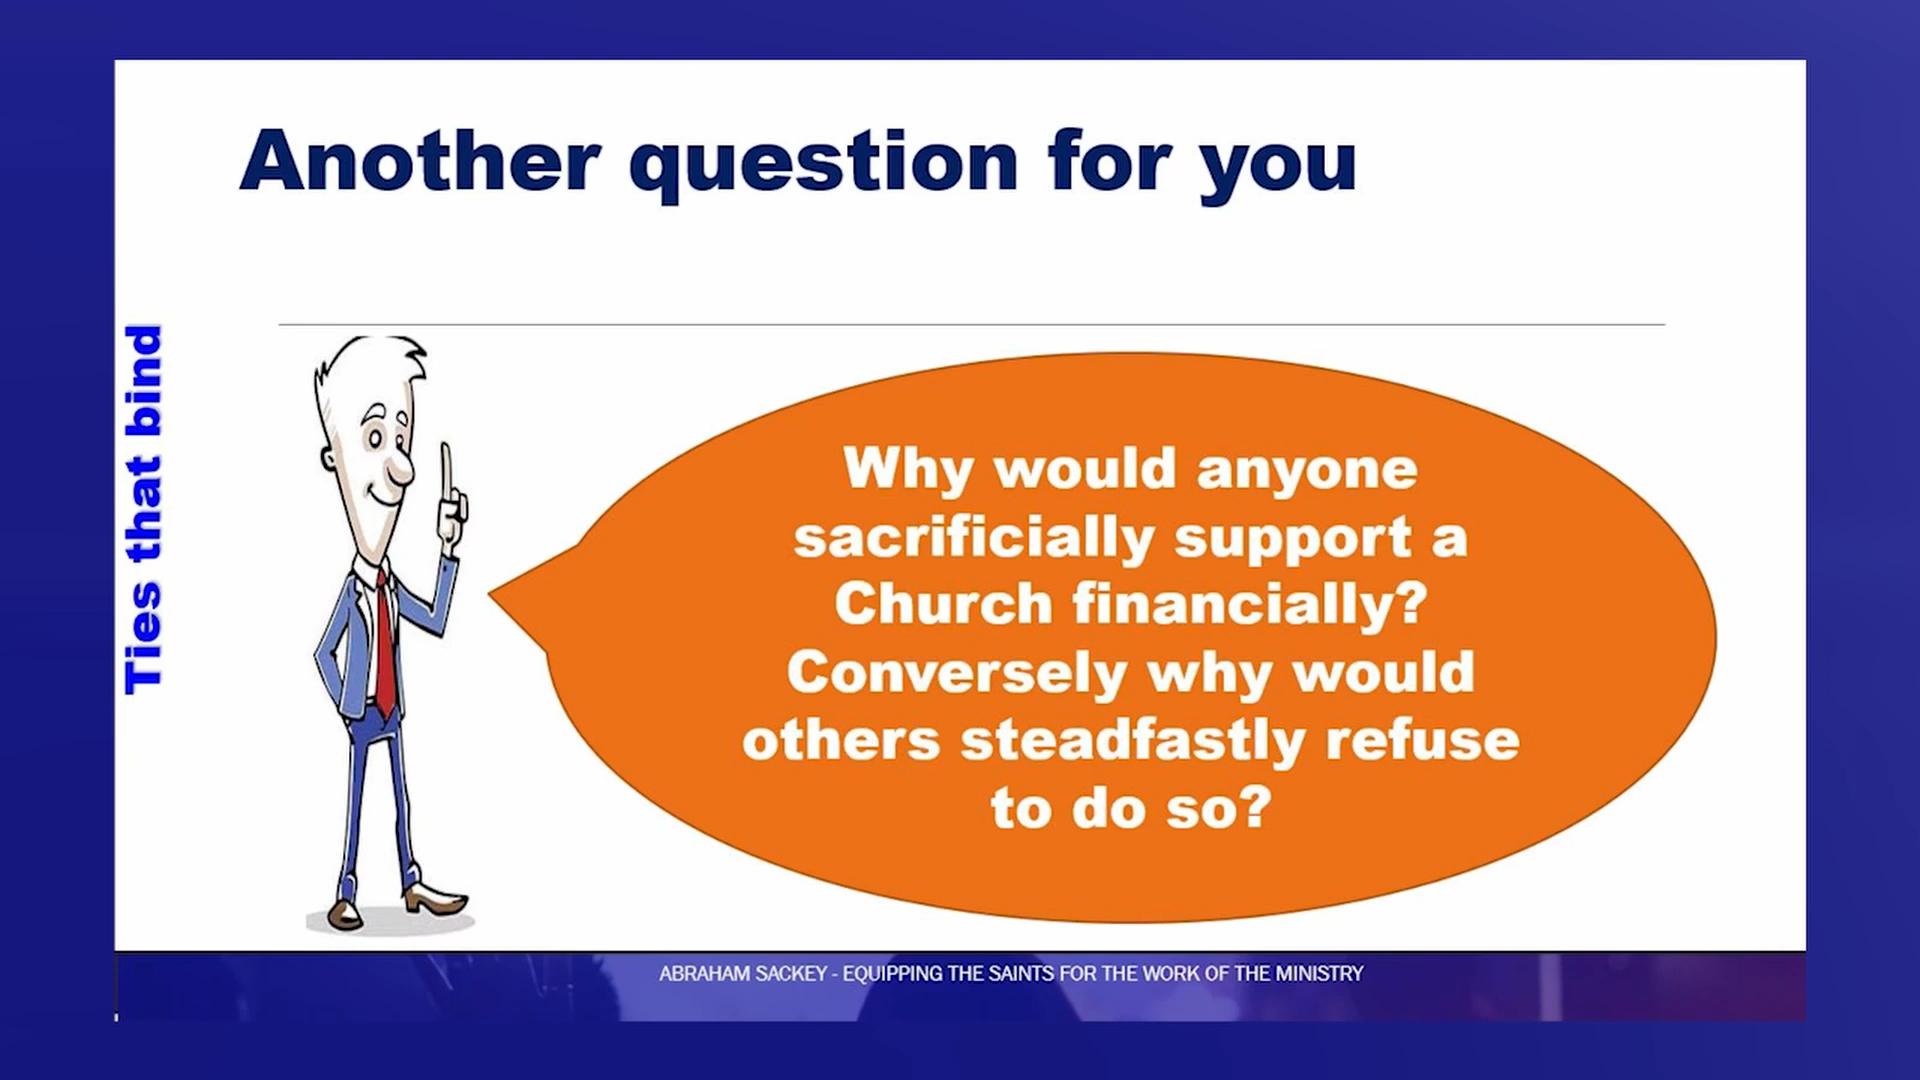 Another question for you
Ties that bind
Why would anyone
sacrificially support a
Church financially?
Conversely why would
others steadfastly refuse
to do so?
ABRAHAM SACKEY - EQUIPPING THE SAINTS FOR THE WORK OF THE MINISTRY